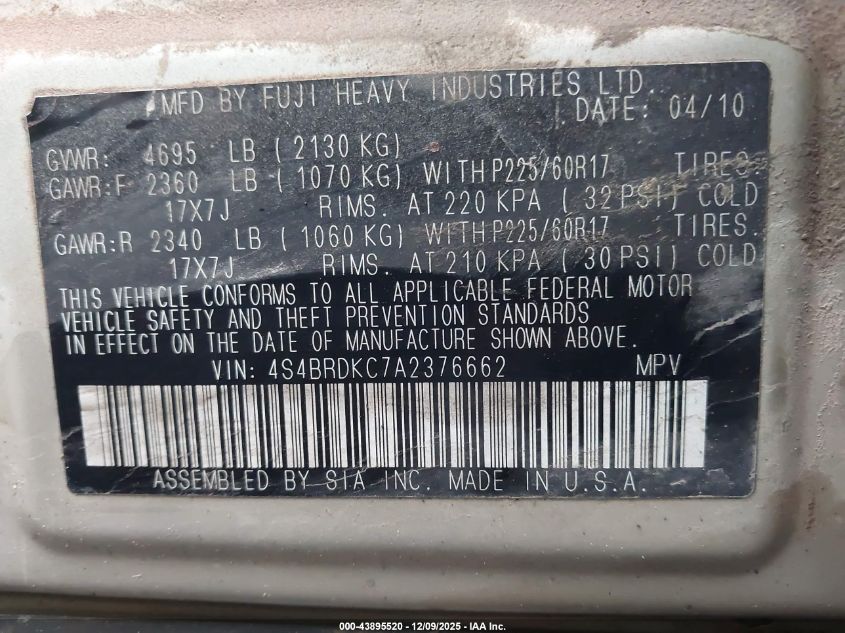 MFD BY FUJI HEAVY INDUSTRIES LTD.
DATE: 04/10
GVWR: 4695 LB ( 2130 KG)
GAWR:F 2360 LB ( 1070 KG) WITH P225/60R17 TIRES.
17X7J RIMS. AT 220 KPA ( 32 PSI) COLD
GAWR:R 2340 LB ( 1060 KG) WITH P225/60R17 TIRES.
17X7J RIMS. AT 210 KPA ( 30 PSI) COLD
THIS VEHICLE CONFORMS TO ALL APPLICABLE FEDERAL MOTOR
VEHICLE SAFETY AND THEFT PREVENTION STANDARDS
IN EFFECT ON THE DATE OF MANUFACTURE SHOWN ABOVE.
VIN: 4S4BRDKC7A2376662 MPV
ASSEMBLED BY SIA INC. MADE IN U.S.A.
000-43895520 - 12/09/2025 - IAA Inc.